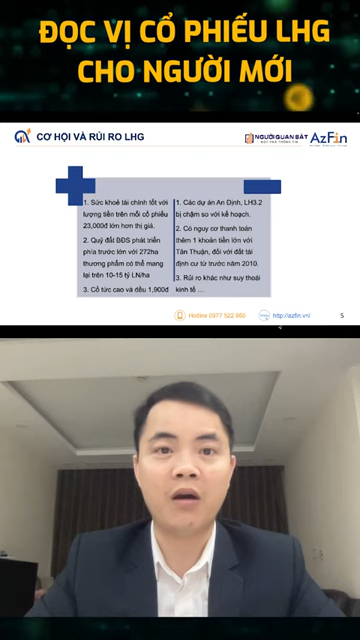 ĐỌC VỊ CỔ PHIẾU LHG
CHO NGƯỜI MỚI
CƠ HỘI VÀ RỦI RO LHG
NGƯỜI QUAN SÁT
AzFin
1. Sức khoẻ tài chính tốt với
lượng tiền trên mỗi cổ phiếu
23,000đ lớn hơn thị giá.
2. Quỹ đất BĐS phát triển
phía trước lớn với 272ha
thương phẩm có thể mang
lại trên 10-15 tỷ LN/ha
3. Cổ tức cao và đều 1,900đ
1. Các dự án An Định, LH3.2
bị chậm so với kế hoạch.
2. Có nguy cơ thanh toán
thêm 1 khoản tiền lớn với
Tân Thuận, đối với đất tái
định cư từ trước năm 2010.
3. Rủi ro khác như suy thoái
kinh tế ...
Hotline 0977 522 860
http://azfin.vn/
5